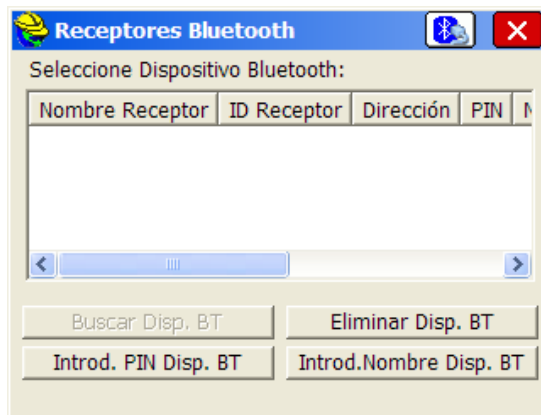 Receptores Bluetooth
Seleccione Dispositivo Bluetooth:
Nombre Receptor ID Receptor Dirección PIN
Buscar Disp. BT Eliminar Disp. BT
Introd. PIN Disp. BT Introd.Nombre Disp. BT